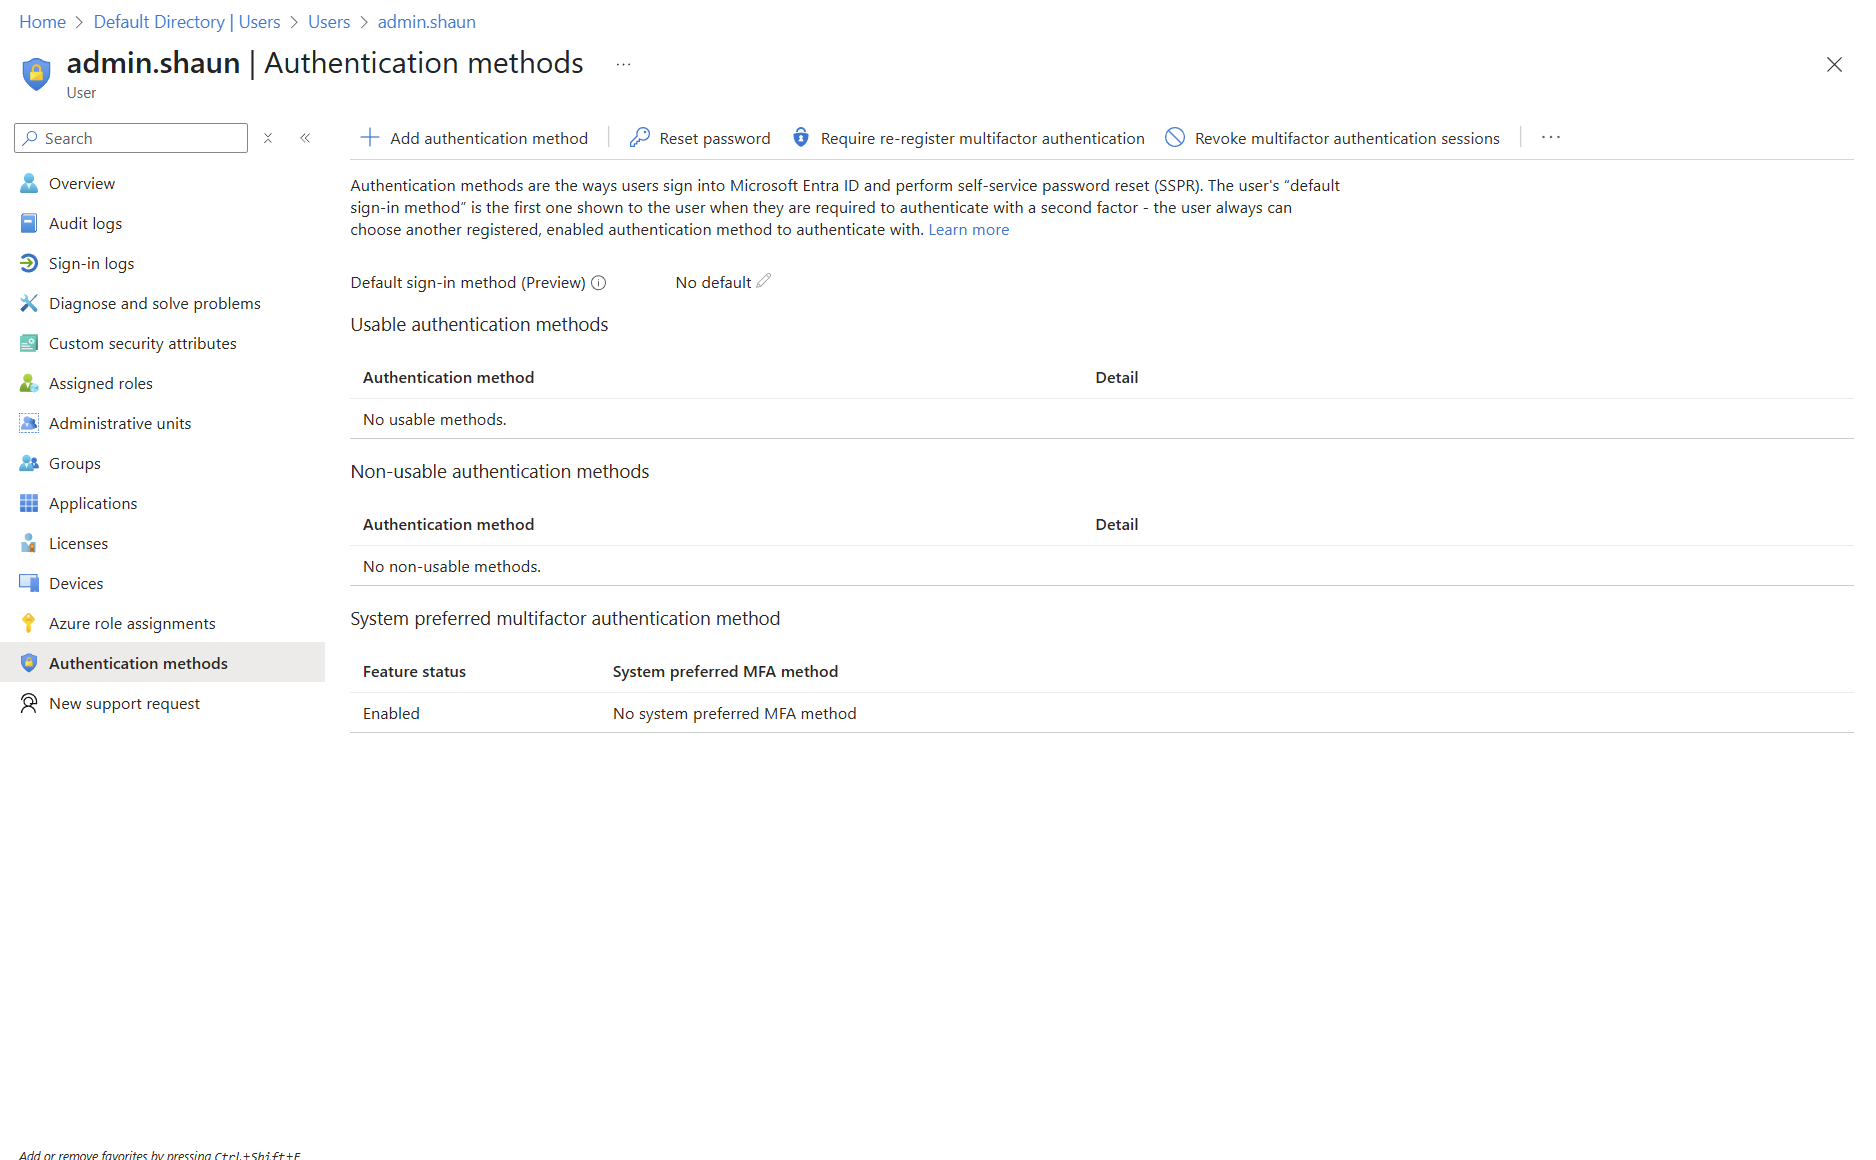 Home > Default Directory | Users > Users > admin.shaun
admin.shaun | Authentication methods ...
User
Search
Add authentication method
Reset password
Require re-register multifactor authentication
Revoke multifactor authentication sessions
Overview
Audit logs
Sign-in logs
Diagnose and solve problems
Custom security attributes
Assigned roles
Administrative units
Groups
Applications
Licenses
Devices
Azure role assignments
Authentication methods
New support request
Authentication methods are the ways users sign into Microsoft Entra ID and perform self-service password reset (SSPR). The user's “default
sign-in method” is the first one shown to the user when they are required to authenticate with a second factor - the user always can
choose another registered, enabled authentication method to authenticate with. Learn more
Default sign-in method (Preview) No default
Usable authentication methods
Authentication method Detail
No usable methods.
Non-usable authentication methods
Authentication method Detail
No non-usable methods.
System preferred multifactor authentication method
Feature status System preferred MFA method
Enabled No system preferred MFA method
Add or remove favorites by pressing Ctrl+Shift+F